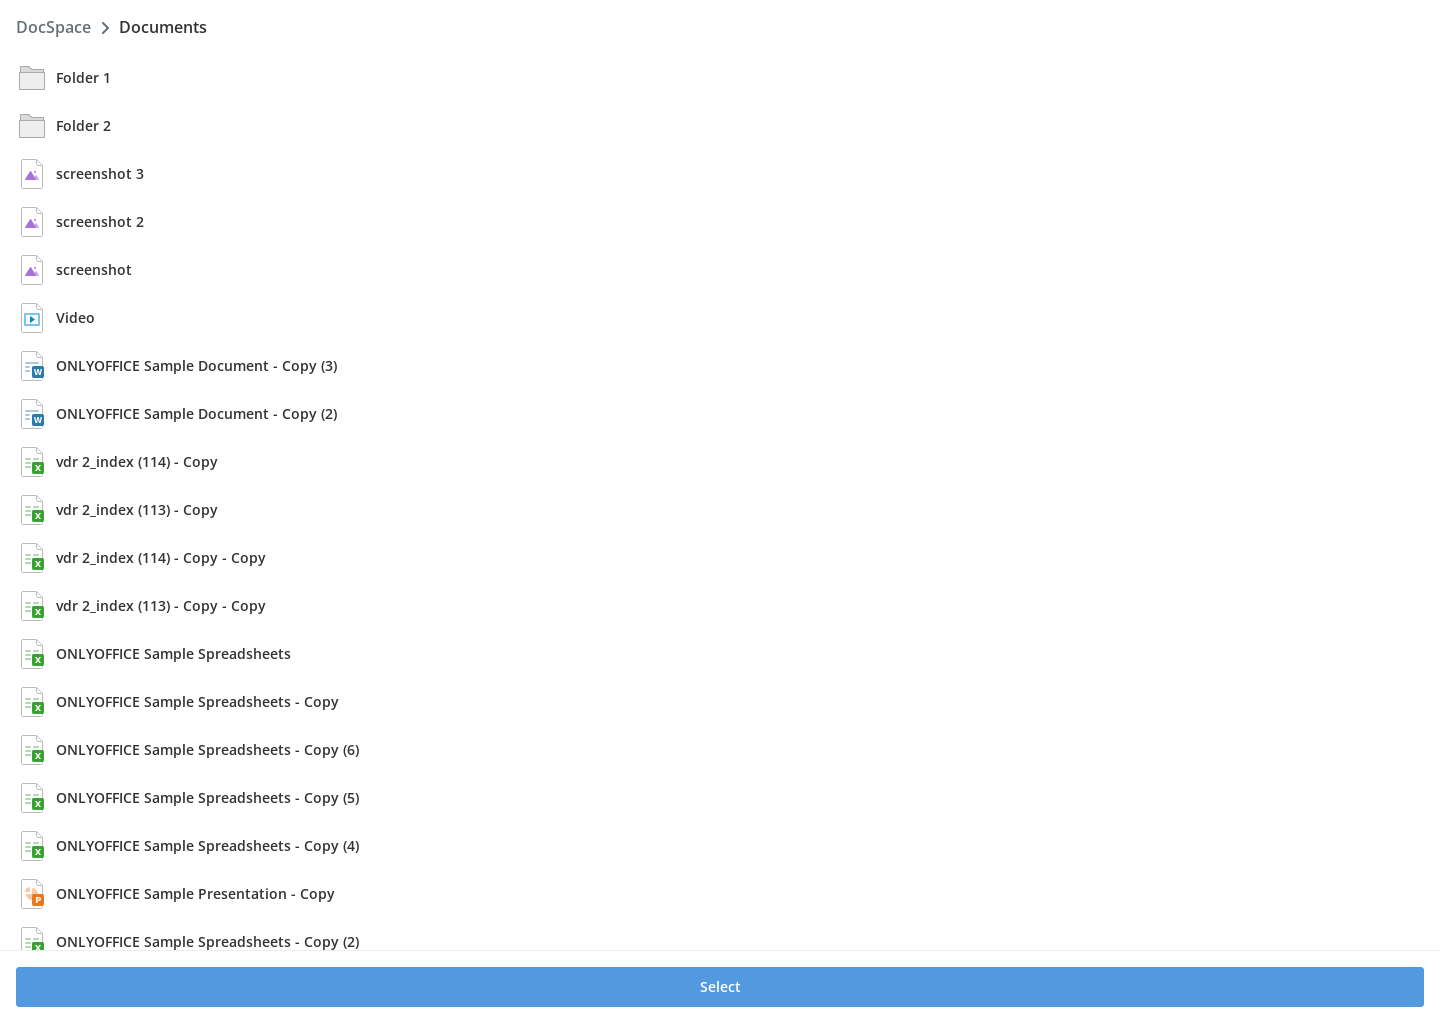 DocSpace > Documents
Folder 1
Folder 2
screenshot 3
screenshot 2
screenshot
Video
ONLYOFFICE Sample Document - Copy (3)
ONLYOFFICE Sample Document - Copy (2)
vdr 2_index (114) - Copy
vdr 2_index (113) - Copy
vdr 2_index (114) - Copy - Copy
vdr 2_index (113) - Copy - Copy
ONLYOFFICE Sample Spreadsheets
ONLYOFFICE Sample Spreadsheets - Copy
ONLYOFFICE Sample Spreadsheets - Copy (6)
ONLYOFFICE Sample Spreadsheets - Copy (5)
ONLYOFFICE Sample Spreadsheets - Copy (4)
ONLYOFFICE Sample Presentation - Copy
ONLYOFFICE Sample Spreadsheets - Copy (2)
Select